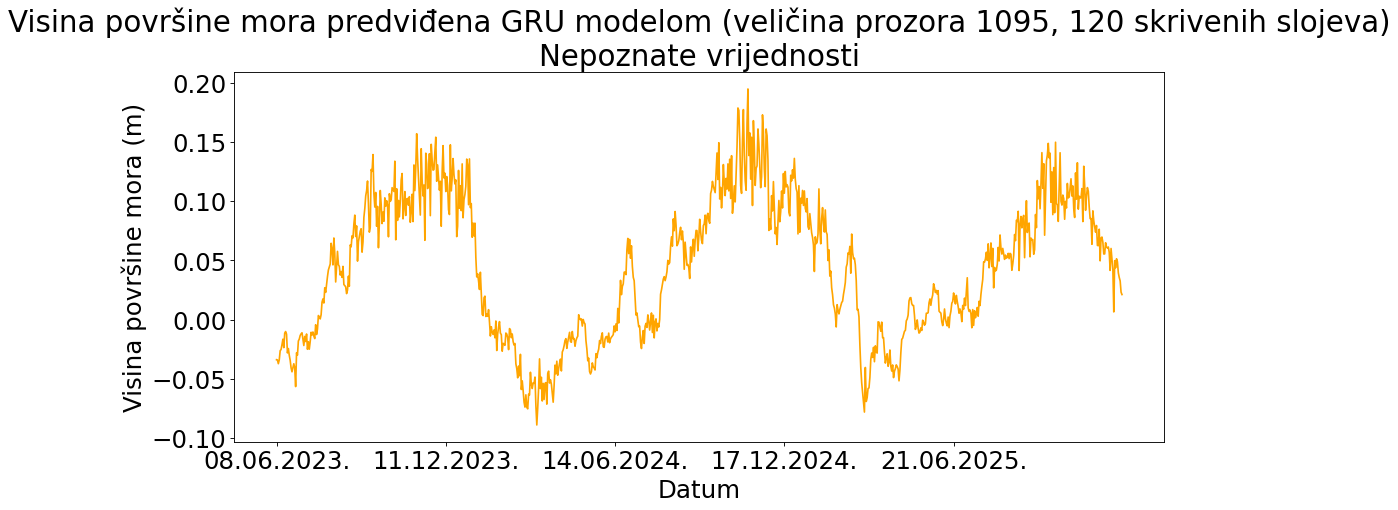 Visina površine mora predviđena GRU modelom (veličina prozora 1095, 120 skrivenih slojeva)
Nepoznate vrijednosti
Visina površine mora (m)
0.20
0.15
0.10
0.05
0.00
−0.05
−0.10
08.06.2023. 11.12.2023. 14.06.2024. 17.12.2024. 21.06.2025.
Datum